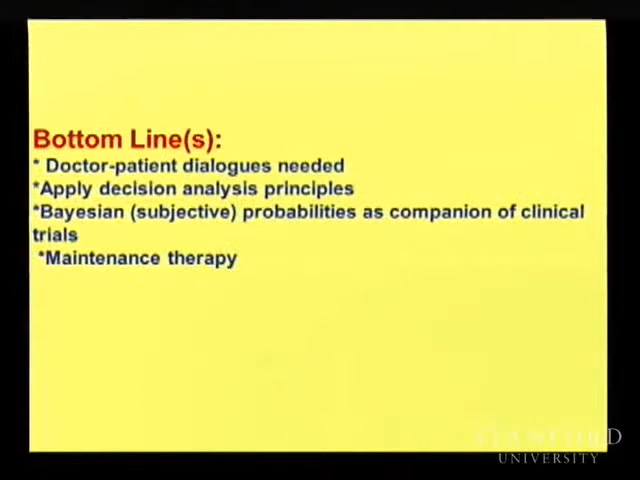 Bottom Line(s):
* Doctor-patient dialogues needed
*Apply decision analysis principles
*Bayesian (subjective) probabilities as companion of clinical
trials
*Maintenance therapy
STANFORD
UNIVERSITY